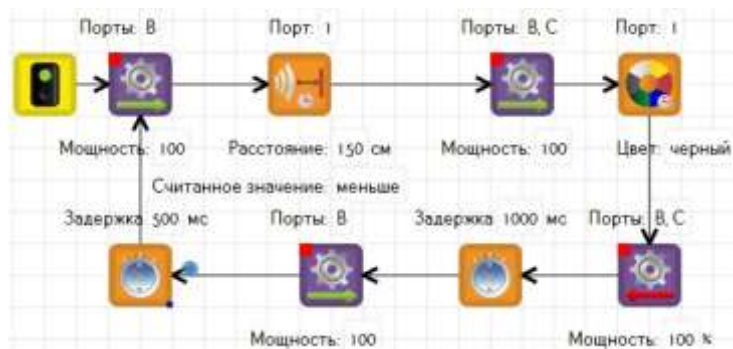 Порты: B Порт: 1 Порты: B, C Порт: 1
Мощность: 100 Расстояние: 150 см Мощность: 100 Цвет: черный
Считанное значение: меньше
Задержка 500 мс Порты: B Задержка 1000 мс Порты: B, C
Мощность: 100 Мощность: 100 %